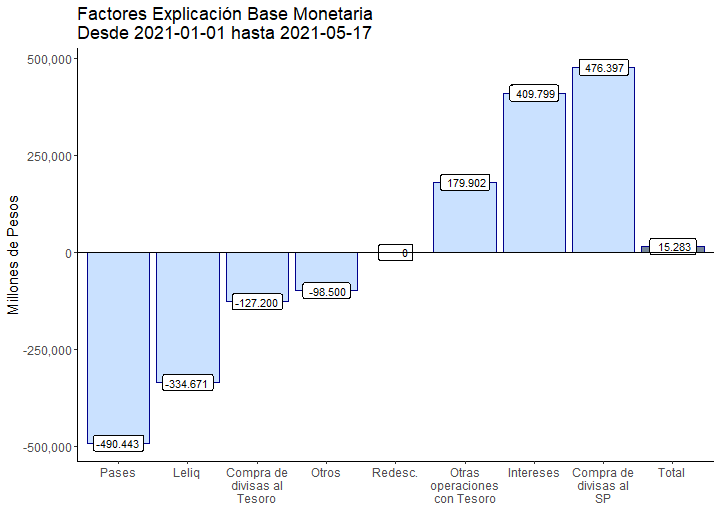 Factores Explicación Base Monetaria
Desde 2021-01-01 hasta 2021-05-17
Millones de Pesos
500,000
250,000
0
-250,000
-500,000
-490.443
-334.671
-127.200
-98.500
0
179.902
409.799
476.397
15.283
Pases
Leliq
Compra de
divisas al
Tesoro
Otros
Redesc.
Otras
operaciones
con Tesoro
Intereses
Compra de
divisas al
SP
Total